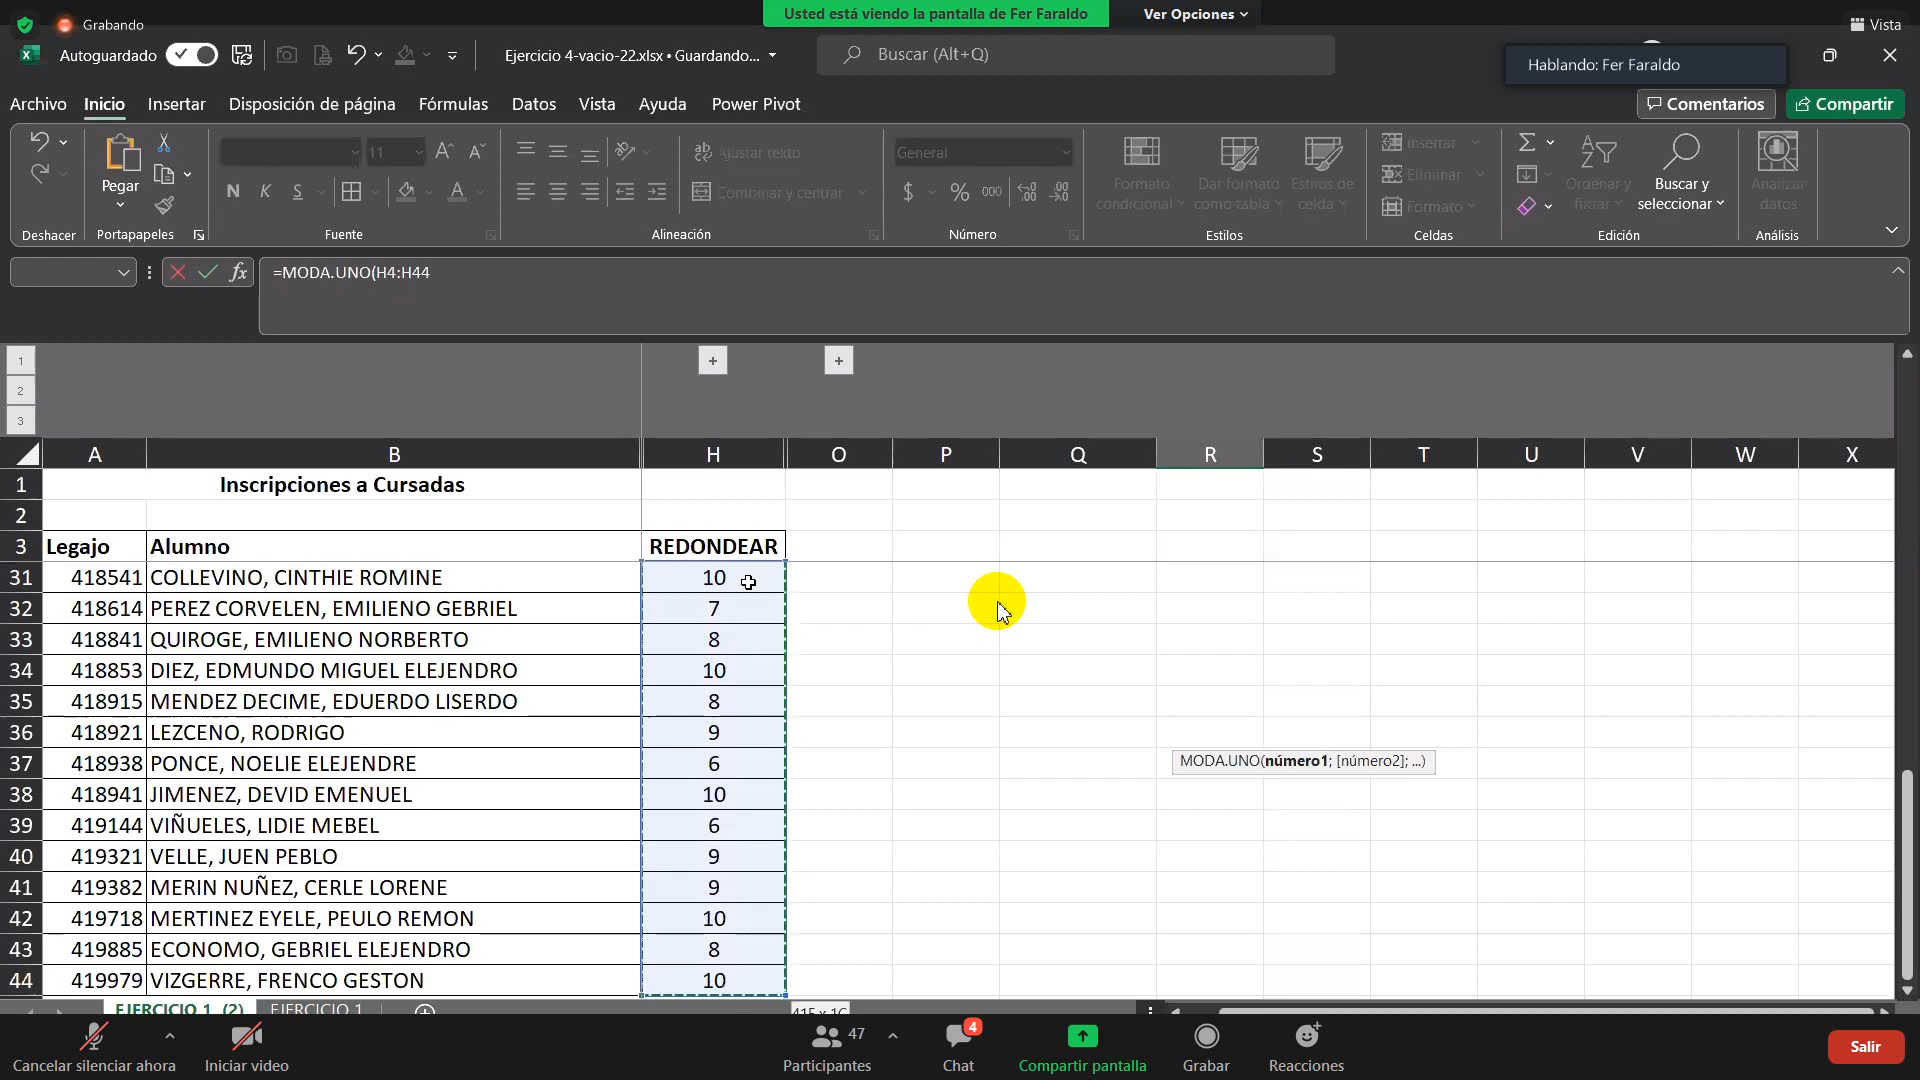 Grabando
Usted está viendo la pantalla de Fer Faraldo
Ver Opciones
Vista
Autoguardado
Ejercicio 4-vacio-22.xlsx • Guardando...
Buscar (Alt+Q)
Hablando: Fer Faraldo
Archivo Inicio Insertar Disposición de página Fórmulas Datos Vista Ayuda Power Pivot
Comentarios Compartir
Pegar
11
N K S
Ajustar texto
Combinar y centrar
General
$ % 000
Formato condicional
Dar formato como tabla
Estilos de celda
Insertar
Eliminar
Formato
Ordenar y filtrar
Buscar y seleccionar
Analizar datos
Deshacer Portapapeles Fuente Alineación Número Estilos Celdas Edición Análisis
fx =MODA.UNO(H4:H44
1
2
3
A B H O P Q R S T U V W X
1 Inscripciones a Cursadas
2
3 Legajo Alumno REDONDEAR
31 418541 COLLEVINO, CINTHIE ROMINE 10
32 418614 PEREZ CORVELEN, EMILIENO GEBRIEL 7
33 418841 QUIROGE, EMILIENO NORBERTO 8
34 418853 DIEZ, EDMUNDO MIGUEL ELEJENDRO 10
35 418915 MENDEZ DECIME, EDUERDO LISERDO 8
36 418921 LEZCENO, RODRIGO 9
37 418938 PONCE, NOELIE ELEJENDRE 6
MODA.UNO(número1; [número2]; ...)
38 418941 JIMENEZ, DEVID EMENUEL 10
39 419144 VIÑUELES, LIDIE MEBEL 6
40 419321 VELLE, JUEN PEBLO 9
41 419382 MERIN NUÑEZ, CERLE LORENE 9
42 419718 MERTINEZ EYELE, PEULO REMON 10
43 419885 ECONOMO, GEBRIEL ELEJENDRO 8
44 419979 VIZGERRE, FRENCO GESTON 10
EJERCICIO 1 (2) EJERCICIO 1
Cancelar silenciar ahora
Iniciar video
47
Participantes
4
Chat
Compartir pantalla
Grabar
Reacciones
Salir